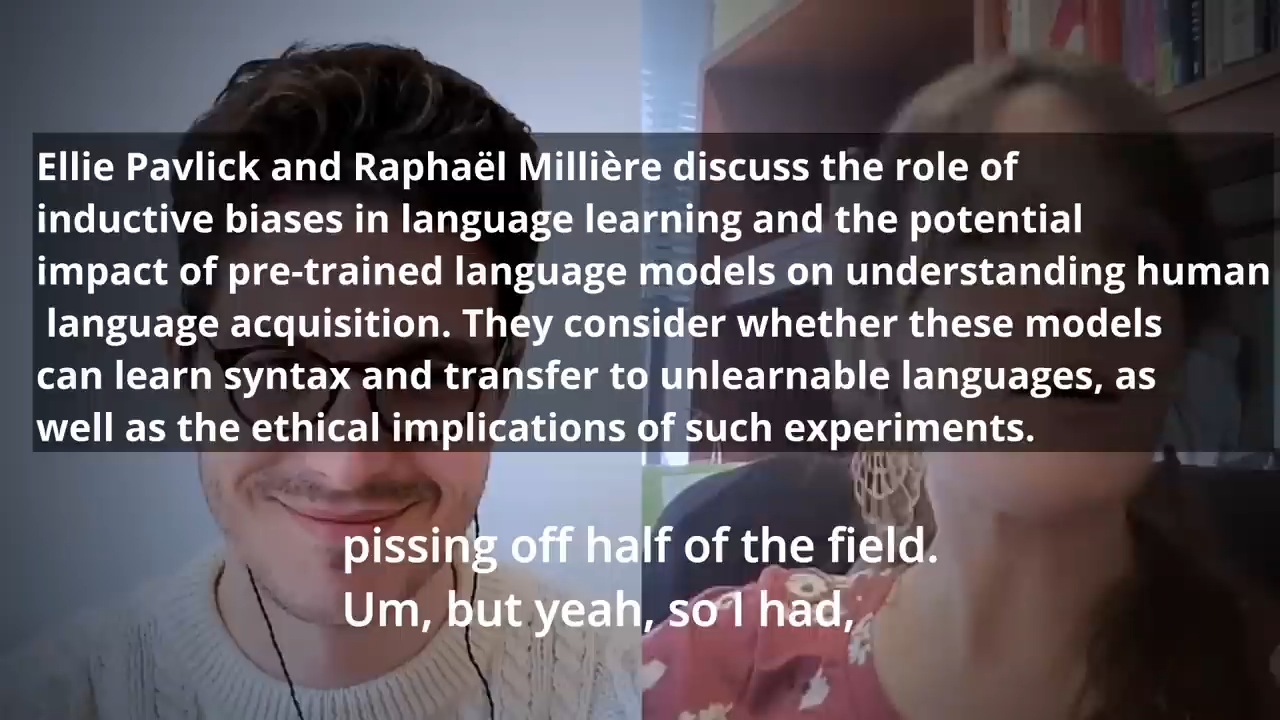 Ellie Pavlick and Raphaël Millière discuss the role of
inductive biases in language learning and the potential
impact of pre-trained language models on understanding human
language acquisition. They consider whether these models
can learn syntax and transfer to unlearnable languages, as
well as the ethical implications of such experiments.
pissing off half of the field.
Um, but yeah, so I had,